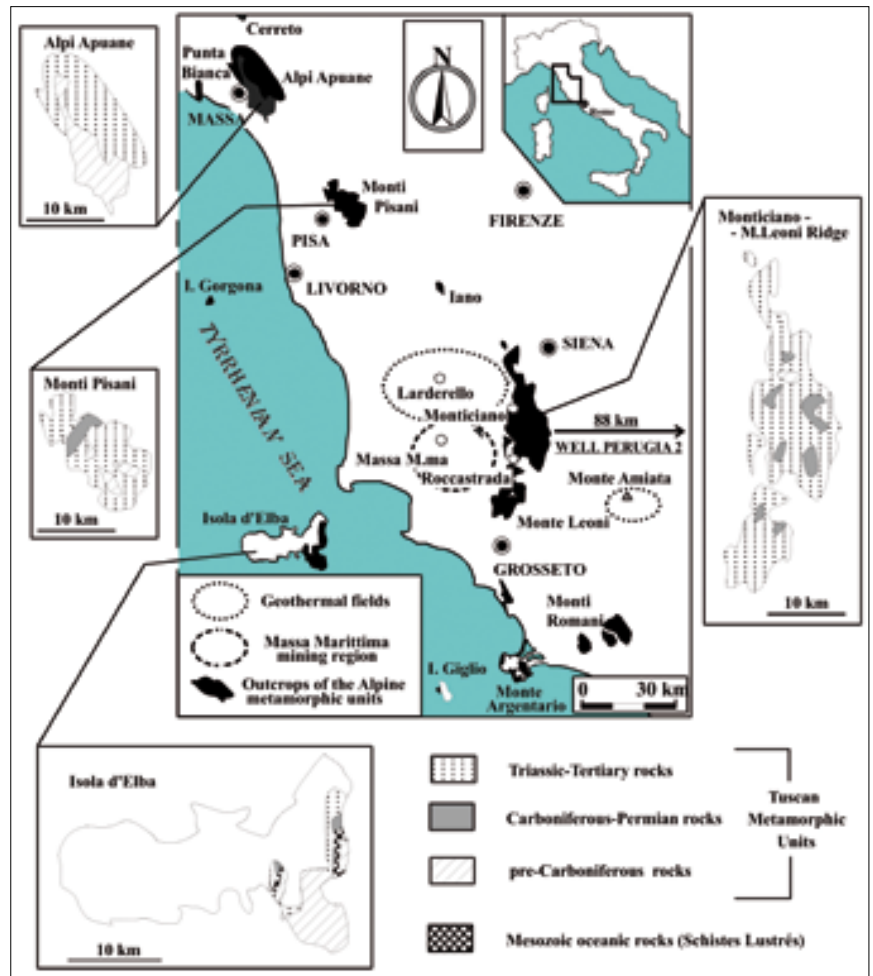 Alpi Apuane
10 km
Cerreto
Punta
Bianca
Alpi Apuane
MASSA
N
Roma
Monti
Pisani
PISA
FIRENZE
LIVORNO
I. Gorgona
Iano
TYRRHENIAN SEA
SIENA
Larderello
Monticiano
88 km
WELL PERUGIA 2
Massa M.ma
Roccastrada
Monte Amiata
Isola d'Elba
Monte Leoni
GROSSETO
Monti
Romani
I. Giglio
Monte
Argentario
0 30 km
Monticiano -
- M.Leoni Ridge
10 km
Monti Pisani
10 km
Geothermal fields
Massa Marittima
mining region
Outcrops of the Alpine
metamorphic units
Isola d'Elba
10 km
Triassic-Tertiary rocks
Carboniferous-Permian rocks
pre-Carboniferous rocks
Tuscan
Metamorphic
Units
Mesozoic oceanic rocks (Schistes Lustrés)